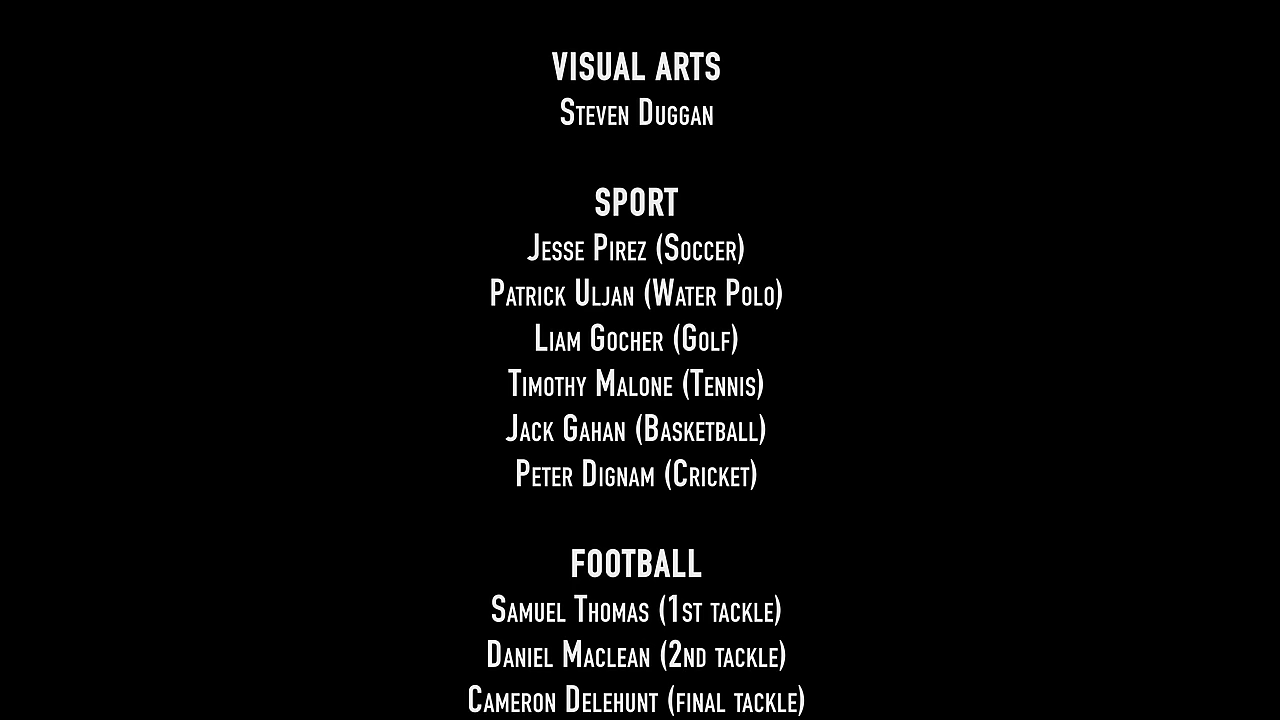 VISUAL ARTS
STEVEN DUGGAN
SPORT
JESSE PIREZ (SOCCER)
PATRICK ULJAN (WATER POLO)
LIAM GOCHER (GOLF)
TIMOTHY MALONE (TENNIS)
JACK GAHAN (BASKETBALL)
PETER DIGNAM (CRICKET)
FOOTBALL
SAMUEL THOMAS (1ST TACKLE)
DANIEL MACLEAN (2ND TACKLE)
CAMERON DELEHUNT (FINAL TACKLE)